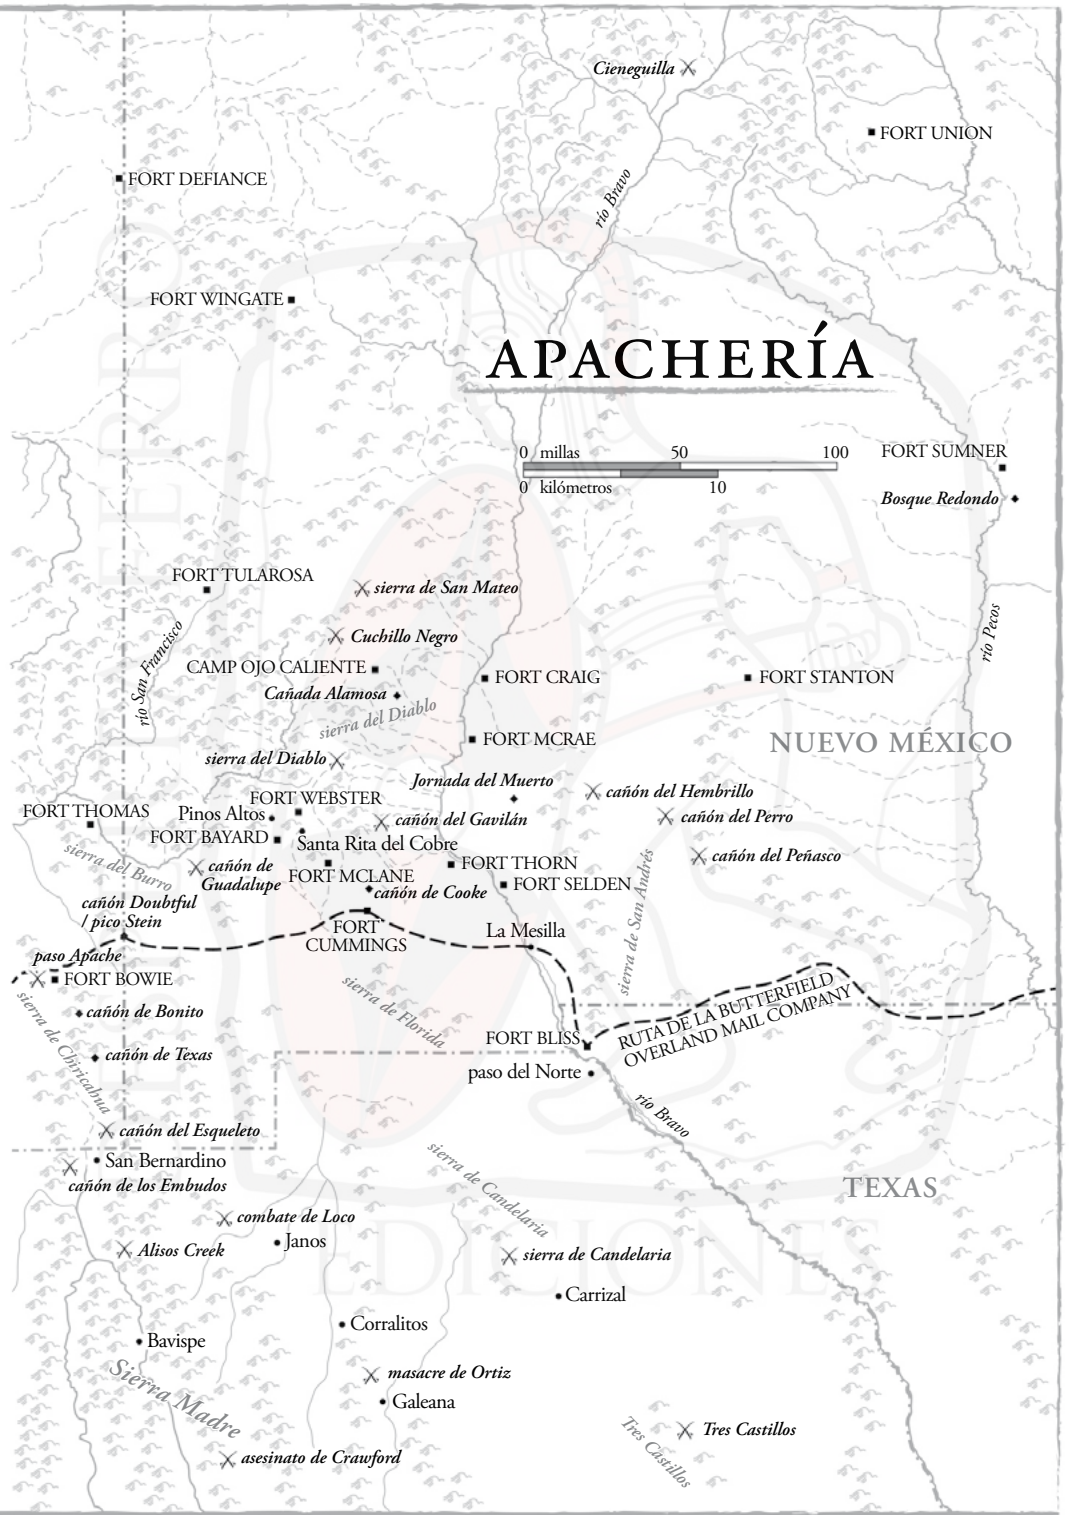 Cieneguilla
FORT UNION
FORT DEFIANCE
río Bravo
FORT WINGATE
APACHERÍA
0 millas 50 100
0 kilómetros 10
FORT SUMNER
Bosque Redondo
FORT TULAROSA
sierra de San Mateo
río San Francisco
Cuchillo Negro
río Pecos
CAMP OJO CALIENTE
FORT CRAIG
FORT STANTON
Cañada Alamosa
sierra del Diablo
FORT MCRAE
NUEVO MÉXICO
sierra del Diablo
Jornada del Muerto
cañón del Hembrillo
FORT WEBSTER
FORT THOMAS
Pinos Altos
cañón del Gavilán
cañón del Perro
FORT BAYARD
Santa Rita del Cobre
sierra del Burro
cañón de
Guadalupe
FORT MCLANE
FORT THORN
cañón del Peñasco
cañón de Cooke
FORT SELDEN
sierra de San Andrés
cañón Doubtful
/ pico Stein
FORT
CUMMINGS
La Mesilla
paso Apache
FORT BOWIE
sierra de Chiricahua
sierra de Florida
cañón de Bonito
RUTA DE LA BUTTERFIELD
OVERLAND MAIL COMPANY
FORT BLISS
cañón de Texas
paso del Norte
río Bravo
cañón del Esqueleto
San Bernardino
cañón de los Embudos
sierra de Candelaria
TEXAS
combate de Loco
Janos
Alisos Creek
sierra de Candelaria
Carrizal
Corralitos
Bavispe
Sierra Madre
masacre de Ortiz
Galeana
Tres Castillos
Tres Castillos
asesinato de Crawford
DESPERTA FERRO
EDICIONES